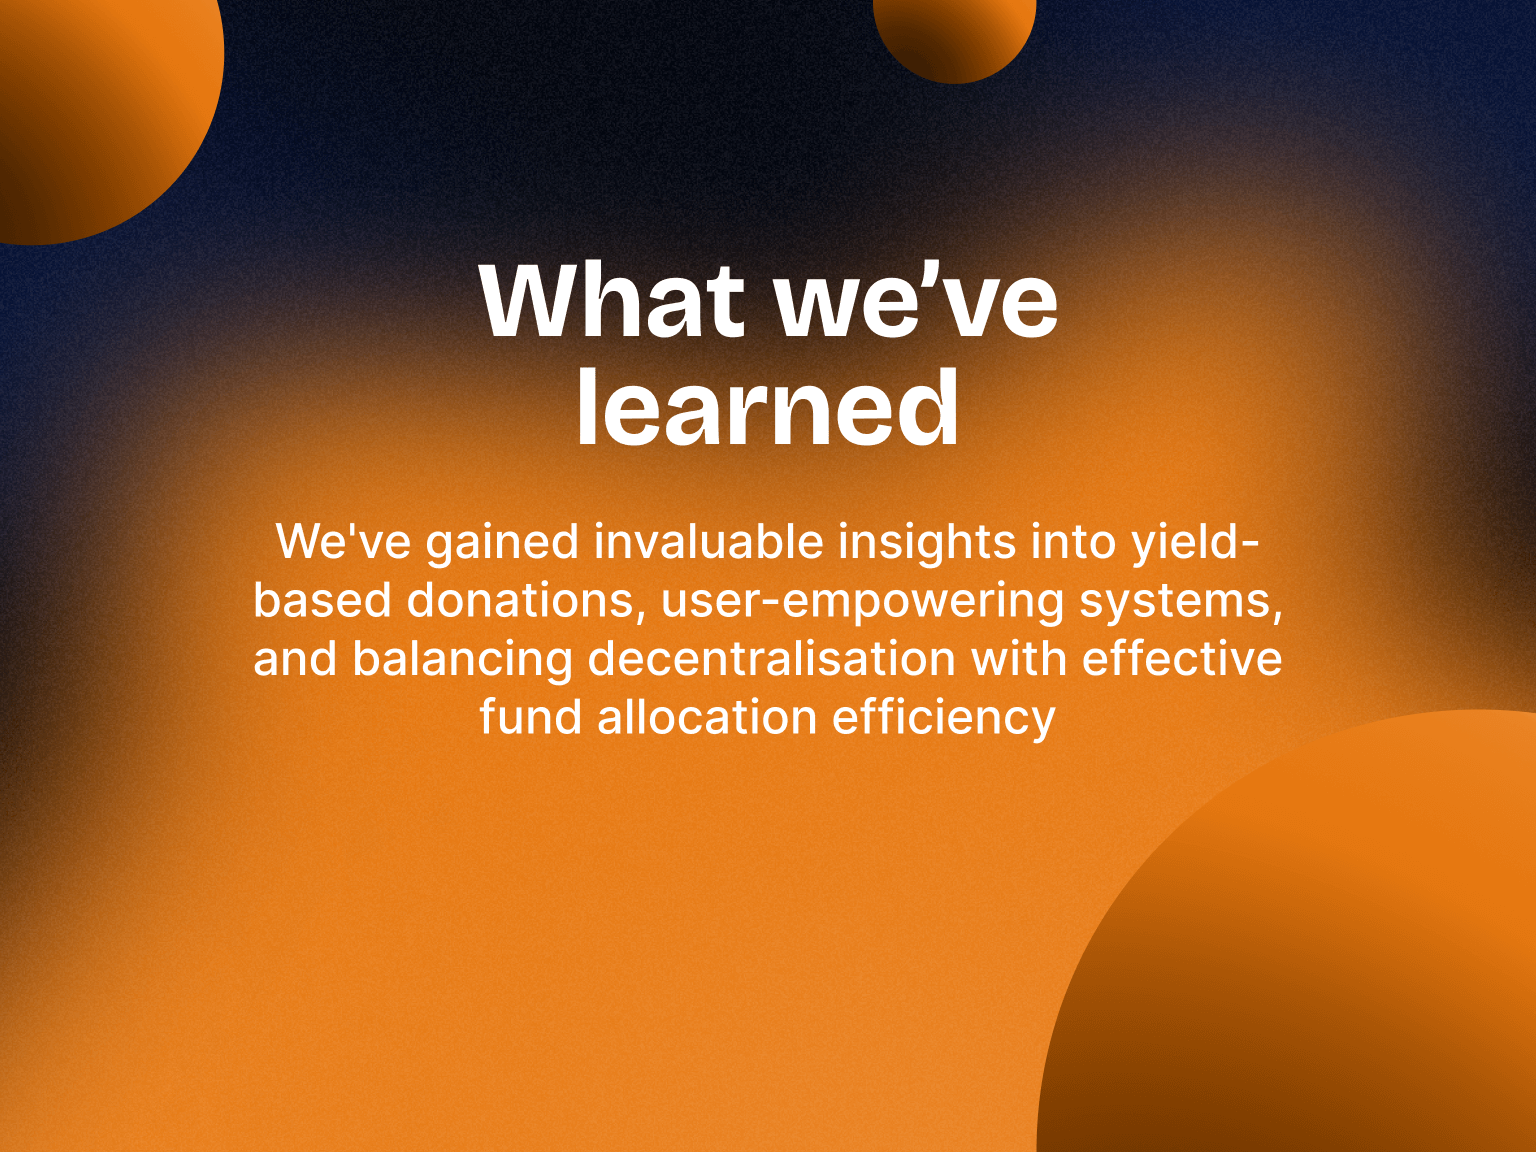 What we’ve
learned
We've gained invaluable insights into yield-
based donations, user-empowering systems,
and balancing decentralisation with effective
fund allocation efficiency